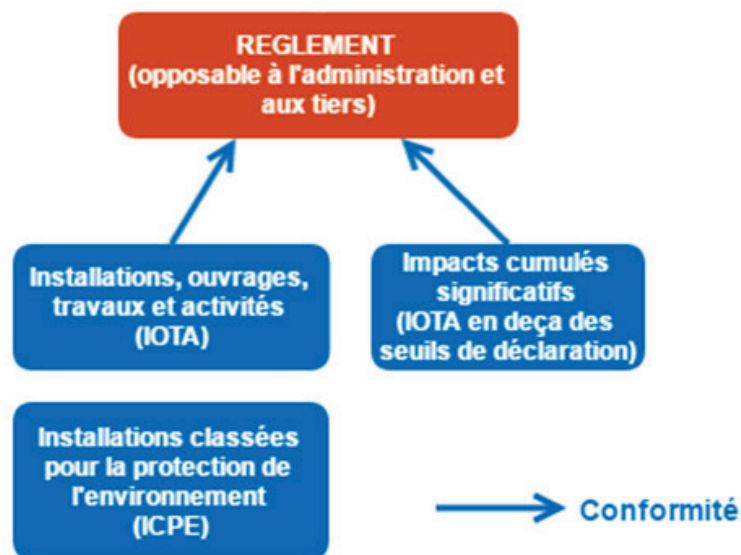 REGLEMENT
(opposable à l'administration et
aux tiers)
Installations, ouvrages,
travaux et activités
(IOTA)
Impacts cumulés
significatifs
(IOTA en deça des
seuils de déclaration)
Installations classées
pour la protection de
l'environnement
(ICPE)
Conformité